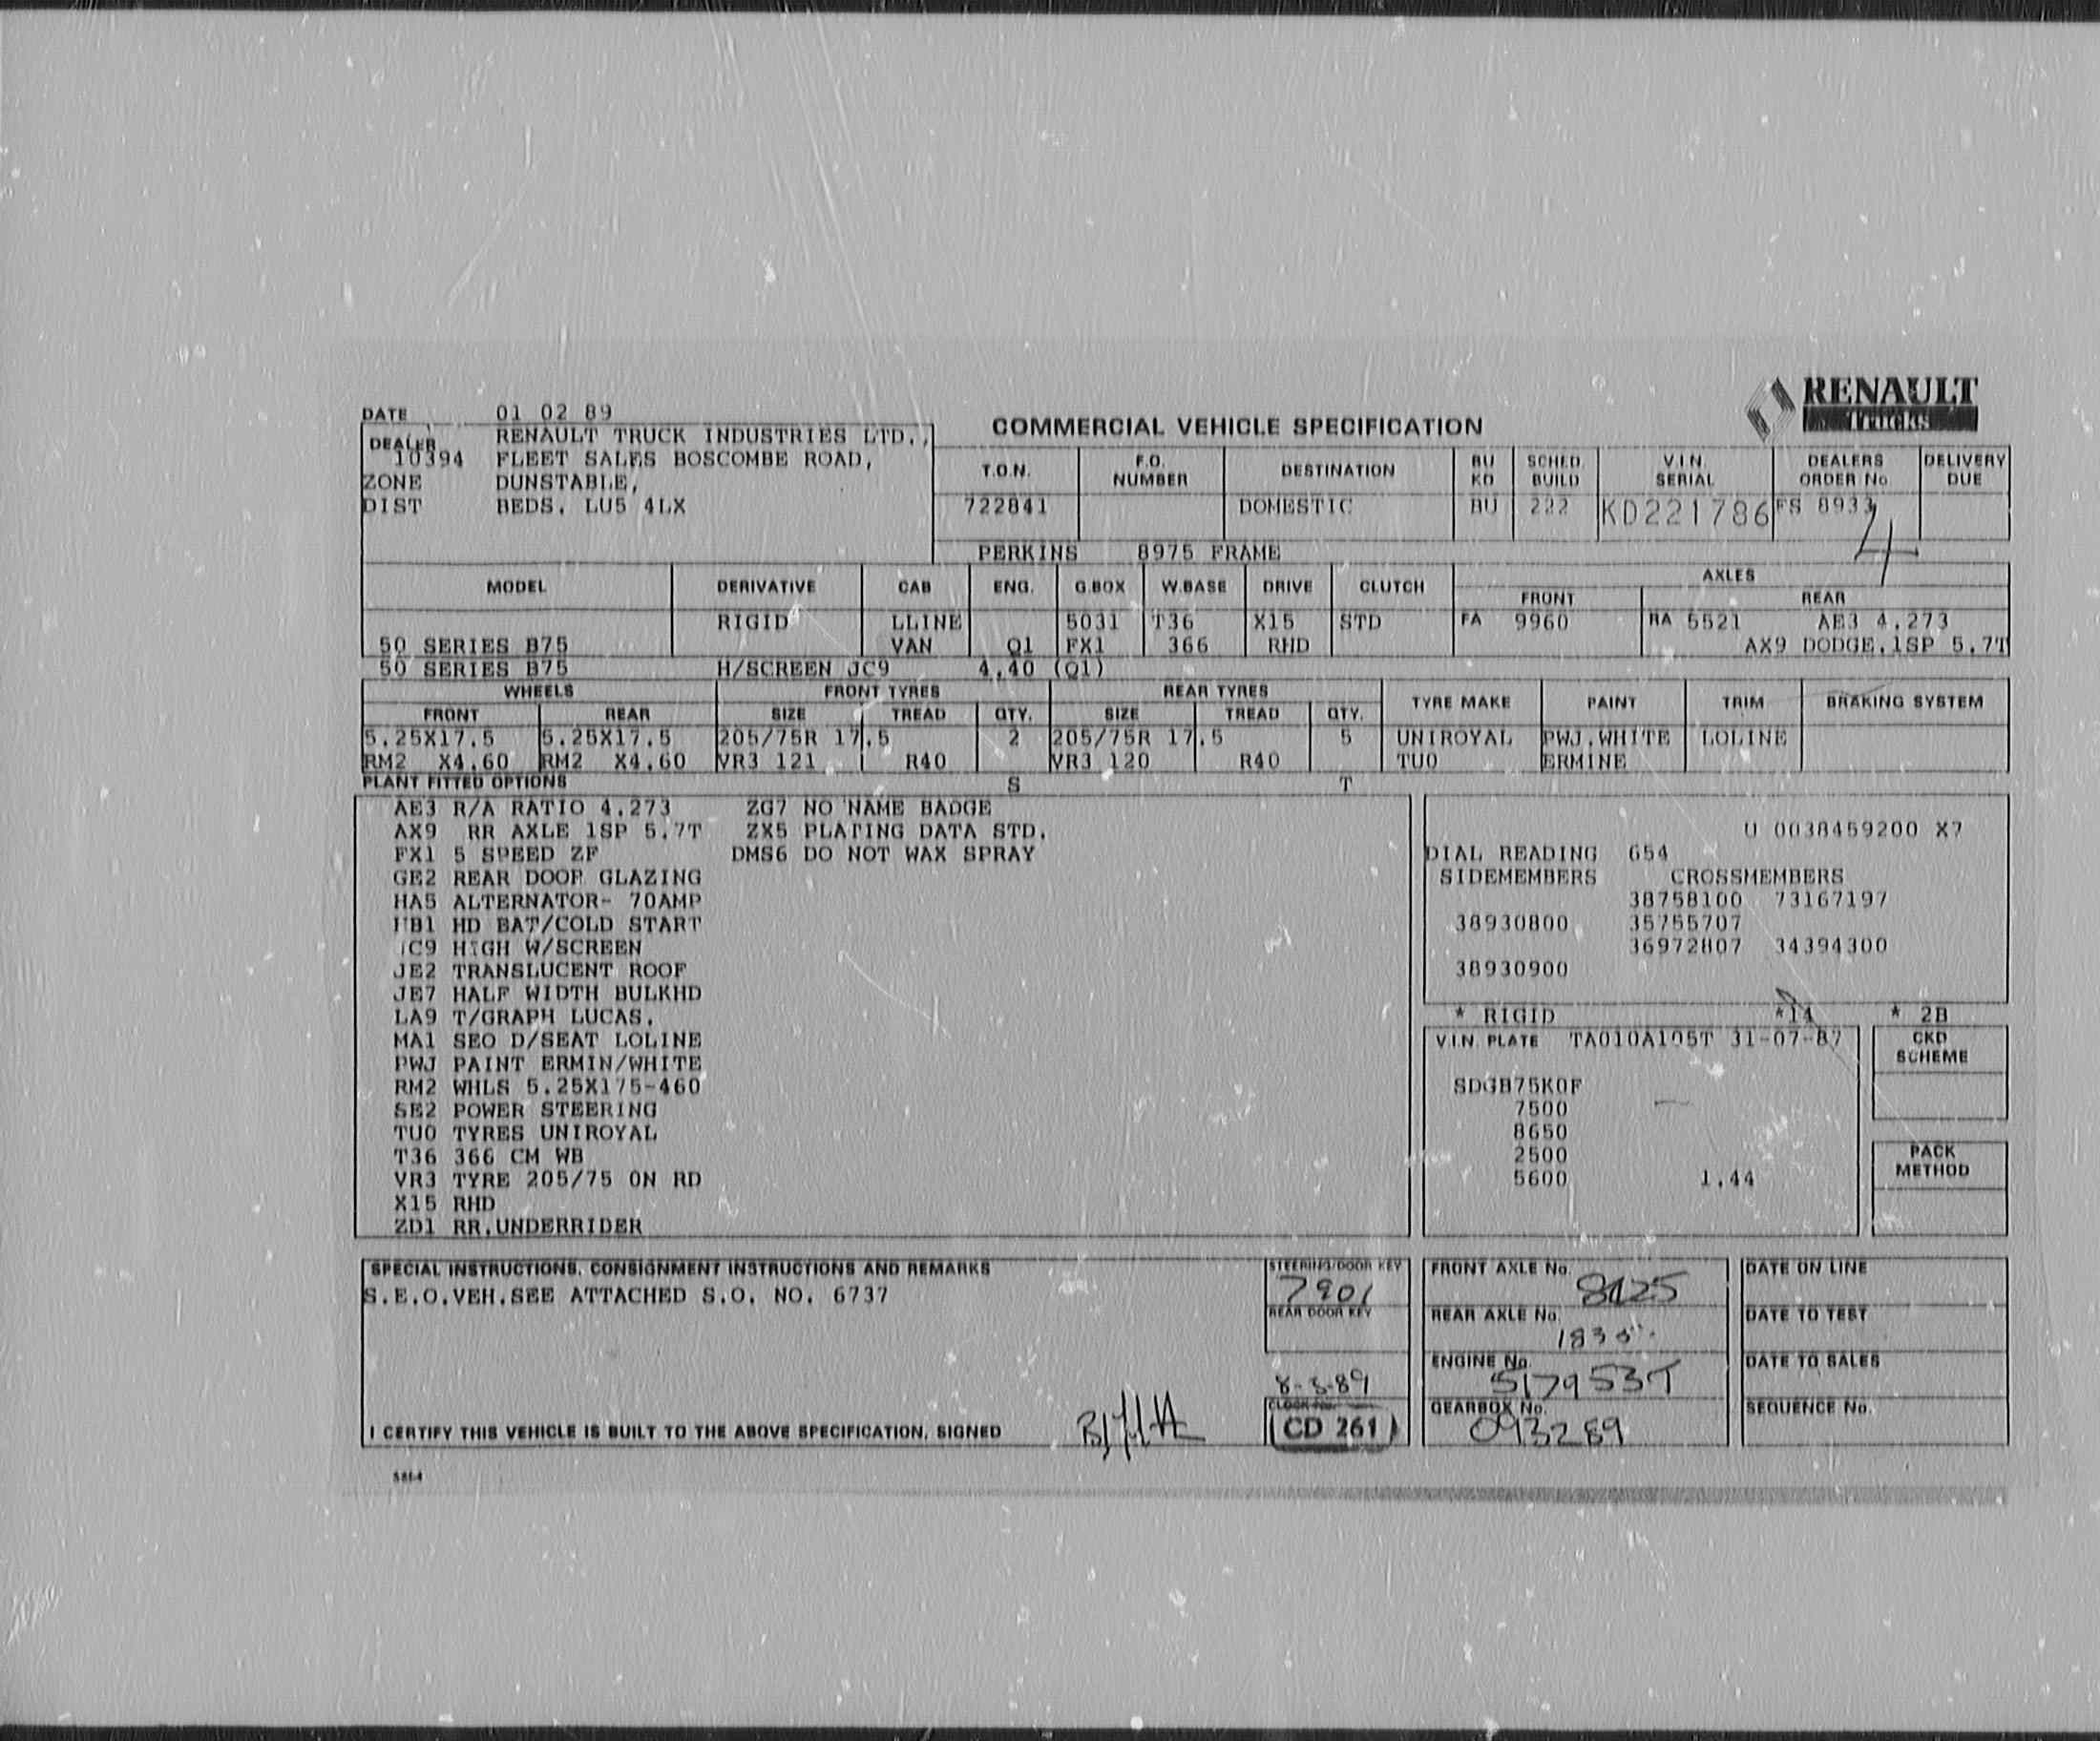 RENAULT
Trucks
DATE 01 02 89
COMMERCIAL VEHICLE SPECIFICATION
DEALER RENAULT TRUCK INDUSTRIES LTD.,
10394 FLEET SALES BOSCOMBE ROAD,
ZONE DUNSTABLE,
DIST BEDS. LU5 4LX
T.O.N. F.O. NUMBER DESTINATION BU KD SCHED. BUILD V.I.N. SERIAL DEALERS ORDER No. DELIVERY DUE
722841 DOMESTIC BU 222 KD221786 FS 8933
4
PERKINS 8975 FRAME
MODEL DERIVATIVE CAB ENG. G.BOX W.BASE DRIVE CLUTCH AXLES
FRONT REAR
RIGID LLINE 5031 T36 X15 STD FA 9960 RA 5521 AE3 4.273
50 SERIES B75 VAN Q1 FX1 366 RHD AX9 DODGE.1SP 5.7T
50 SERIES B75 H/SCREEN JC9 4.40 (Q1)
WHEELS FRONT TYRES REAR TYRES TYRE MAKE PAINT TRIM BRAKING SYSTEM
FRONT REAR SIZE TREAD QTY. SIZE TREAD QTY.
5.25X17.5 5.25X17.5 205/75R 17.5 2 205/75R 17.5 5 UNIROYAL PWJ.WHITE LOLINE
RM2 X4.60 RM2 X4.60 VR3 121 R40 VR3 120 R40 TU0 ERMINE
PLANT FITTED OPTIONS S T
AE3 R/A RATIO 4.273 ZG7 NO NAME BADGE
AX9 RR AXLE 1SP 5.7T ZX5 PLATING DATA STD.
FX1 5 SPEED ZF DMS6 DO NOT WAX SPRAY
GE2 REAR DOOR GLAZING
HA5 ALTERNATOR- 70AMP
HB1 HD BAT/COLD START
JC9 HIGH W/SCREEN
JE2 TRANSLUCENT ROOF
JE7 HALF WIDTH BULKHD
LA9 T/GRAPH LUCAS.
MA1 SEO D/SEAT LOLINE
PWJ PAINT ERMIN/WHITE
RM2 WHLS 5.25X175-460
SE2 POWER STEERING
TU0 TYRES UNIROYAL
T36 366 CM WB
VR3 TYRE 205/75 ON RD
X15 RHD
ZD1 RR.UNDERRIDER
U 0038459200 X7
DIAL READING 654
SIDEMEMBERS CROSSMEMBERS
38758100 73167197
38930800 35755707
36972807 34394300
38930900
* RIGID *14 * 2B
V.I.N. PLATE TA010A105T 31-07-87
SDGB75K0F
7500
8650
2500
5600 1.44
CKD SCHEME
PACK METHOD
SPECIAL INSTRUCTIONS, CONSIGNMENT INSTRUCTIONS AND REMARKS
S.E.O.VEH.SEE ATTACHED S.O. NO. 6737
I CERTIFY THIS VEHICLE IS BUILT TO THE ABOVE SPECIFICATION, SIGNED
STEERING/DOOR KEY
7901
REAR DOOR KEY
8-3-89
CLOCK No.
CD 261
FRONT AXLE No. 8125
REAR AXLE No.
ENGINE No. 517953T
GEARBOX No. 093289
DATE ON LINE
DATE TO TEST
DATE TO SALES
SEQUENCE No.